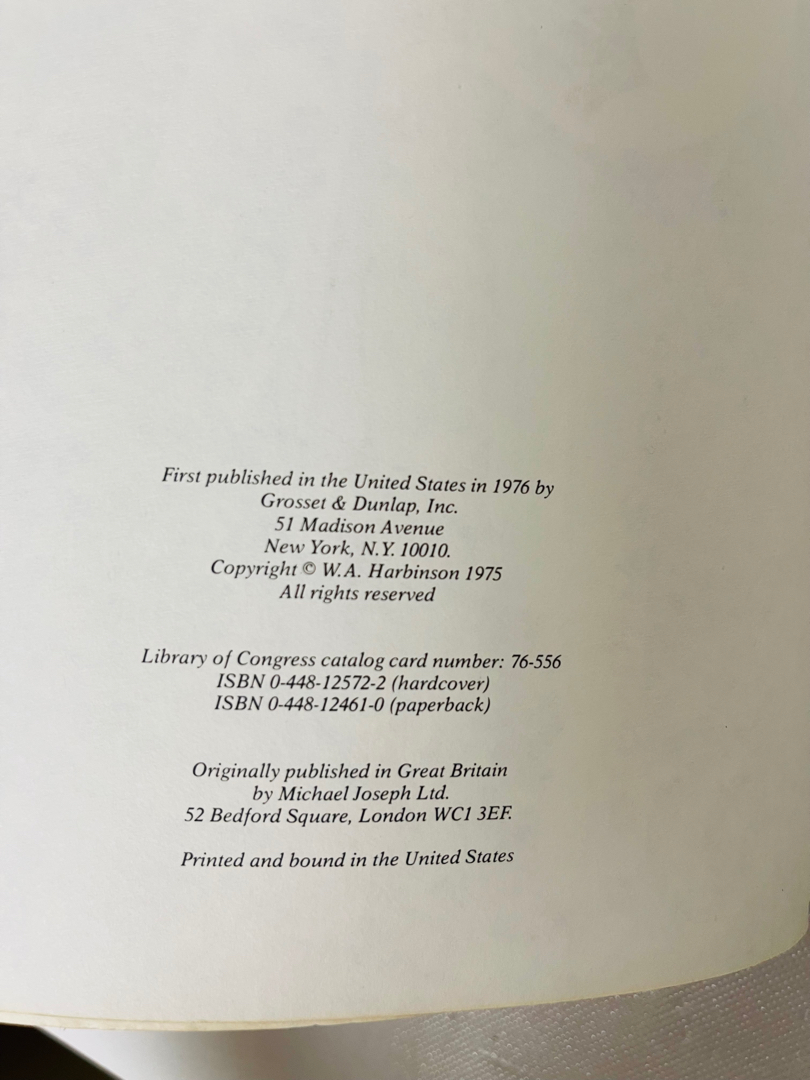 First published in the United States in 1976 by
Grosset & Dunlap, Inc.
51 Madison Avenue
New York, N.Y. 10010.
Copyright © W.A. Harbinson 1975
All rights reserved
Library of Congress catalog card number: 76-556
ISBN 0-448-12572-2 (hardcover)
ISBN 0-448-12461-0 (paperback)
Originally published in Great Britain
by Michael Joseph Ltd.
52 Bedford Square, London WC1 3EF.
Printed and bound in the United States